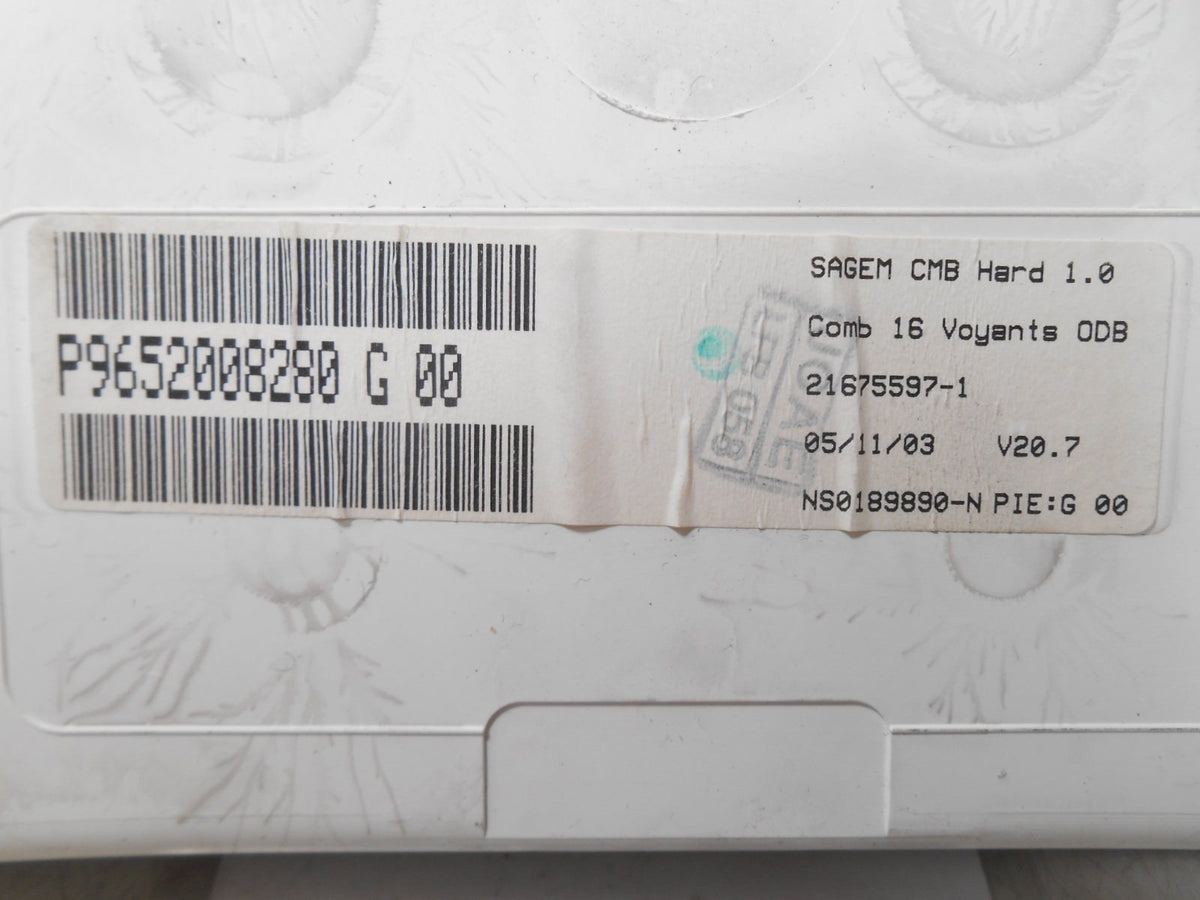 P9652008280 G 00
SAGEM CMB Hard 1.0
Comb 16 Voyants ODB
21675597-1
05/11/03 V20.7
NS0189890-N PIE:G 00
058